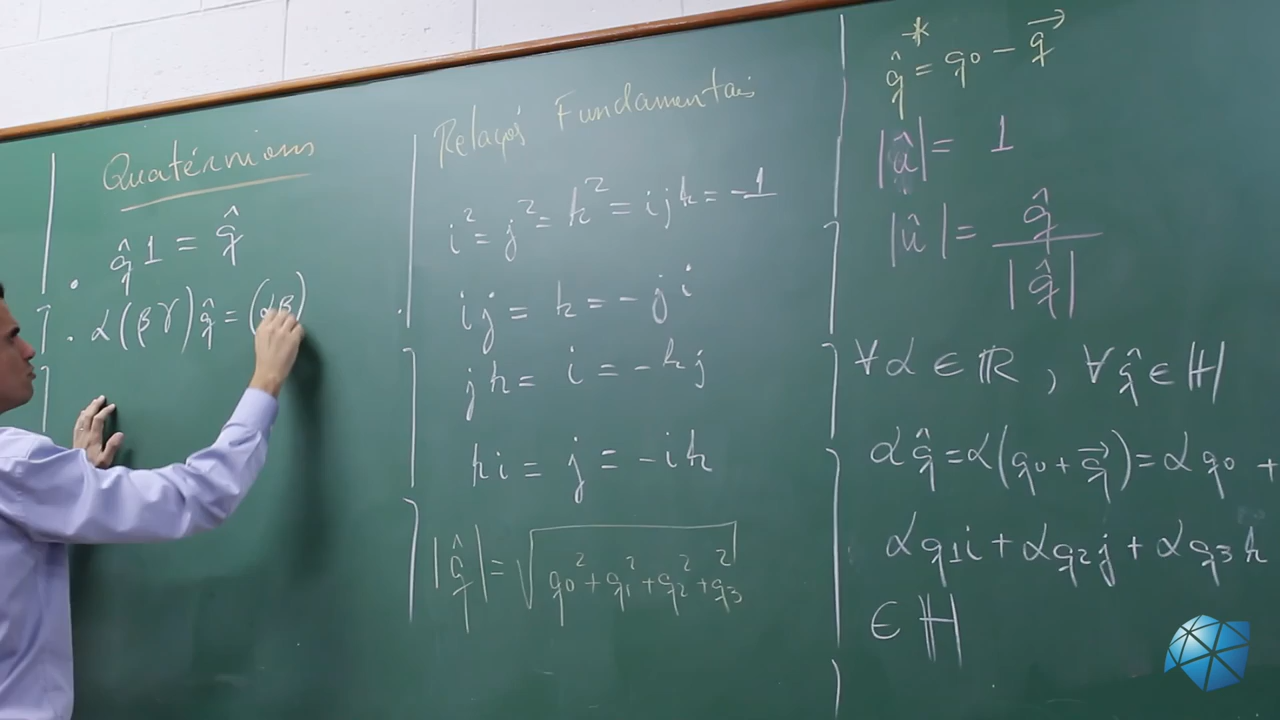 Quatérnions
. q̂ 1 = q̂
. α(βγ)q̂ = (αβ)
Relações Fundamentais
i² = j² = k² = ijk = -1
ij = k = -ji
jk = i = -kj
ki = j = -ik
|q̂| = √(q0² + q1² + q2² + q3²)
q̂* = q0 - q⃗
|û| = 1
|û| = q̂ / |q̂|
∀α ∈ ℝ, ∀q̂ ∈ ℍ
αq̂ = α(q0 + q⃗) = αq0 +
αq1i + αq2j + αq3k
∈ ℍ